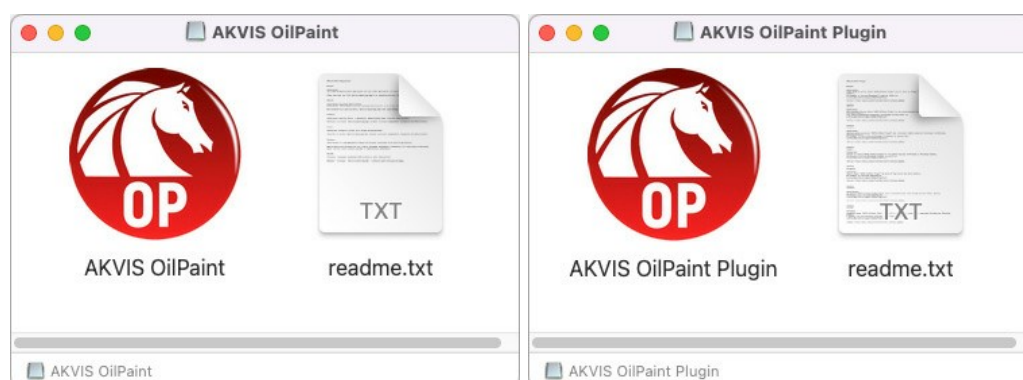 AKVIS OilPaint
OP
TXT
AKVIS OilPaint
readme.txt
AKVIS OilPaint
AKVIS OilPaint Plugin
OP
TXT
AKVIS OilPaint Plugin
readme.txt
AKVIS OilPaint Plugin